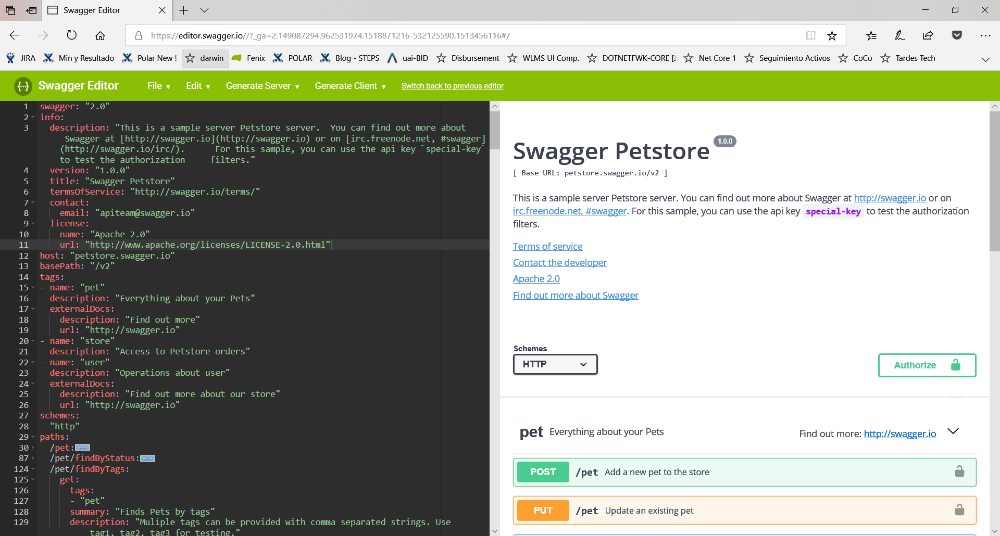 Swagger Editor
https://editor.swagger.io//?_ga=2.149087294.962531974.1518871216-532125590.1513456116#/
JIRA Min y Resultado Polar New ! darwin Fenix POLAR Blog - STEPS uai-BID Disbursement WLMS UI Comp. DOTNETFWK-CORE [J Net Core 1 Seguimiento Activos CoCo Tardes Tech
{...} Swagger Editor File Edit Generate Server Generate Client Switch back to previous editor
1 swagger: "2.0"
2 info:
3 description: "This is a sample server Petstore server.  You can find out more about
Swagger at [http://swagger.io](http://swagger.io) or on [irc.freenode.net, #swagger]
(http://swagger.io/irc/).      For this sample, you can use the api key `special-key`
to test the authorization     filters."
4 version: "1.0.0"
5 title: "Swagger Petstore"
6 termsOfService: "http://swagger.io/terms/"
7 contact:
8 email: "apiteam@swagger.io"
9 license:
10 name: "Apache 2.0"
11 url: "http://www.apache.org/licenses/LICENSE-2.0.html"
12 host: "petstore.swagger.io"
13 basePath: "/v2"
14 tags:
15 - name: "pet"
16 description: "Everything about your Pets"
17 externalDocs:
18 description: "Find out more"
19 url: "http://swagger.io"
20 - name: "store"
21 description: "Access to Petstore orders"
22 - name: "user"
23 description: "Operations about user"
24 externalDocs:
25 description: "Find out more about our store"
26 url: "http://swagger.io"
27 schemes:
28 - "http"
29 paths:
30 /pet:
87 /pet/findByStatus:
124 /pet/findByTags:
125 get:
126 tags:
127 - "pet"
128 summary: "Finds Pets by tags"
129 description: "Muliple tags can be provided with comma separated strings. Use
tag1, tag2, tag3 for testing."
Swagger Petstore 1.0.0
[ Base URL: petstore.swagger.io/v2 ]
This is a sample server Petstore server. You can find out more about Swagger at http://swagger.io or on
irc.freenode.net, #swagger. For this sample, you can use the api key special-key to test the authorization
filters.
Terms of service
Contact the developer
Apache 2.0
Find out more about Swagger
Schemes
HTTP
Authorize
pet Everything about your Pets Find out more: http://swagger.io
POST /pet Add a new pet to the store
PUT /pet Update an existing pet